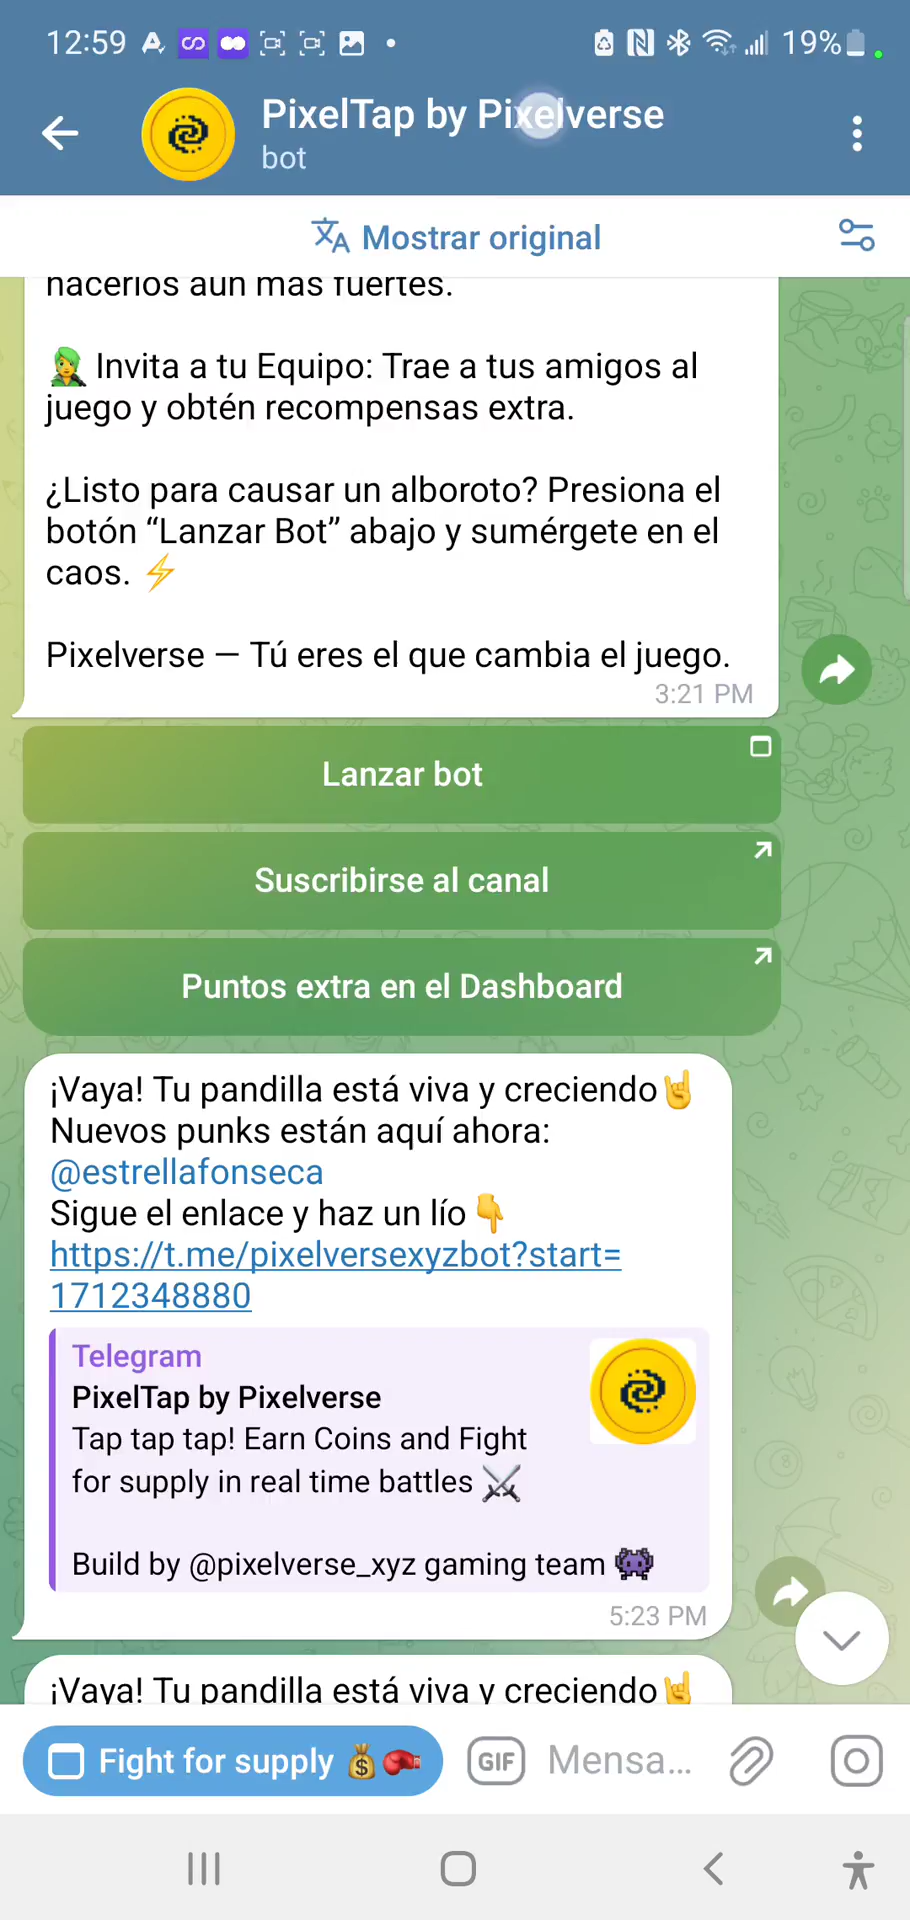 12:59
19%
PixelTap by Pixelverse
bot
Mostrar original
hacerlos aún más fuertes.
Invita a tu Equipo: Trae a tus amigos al
juego y obtén recompensas extra.
¿Listo para causar un alboroto? Presiona el
botón “Lanzar Bot” abajo y sumérgete en el
caos. ⚡
Pixelverse — Tú eres el que cambia el juego.
3:21 PM
Lanzar bot
Suscribirse al canal
Puntos extra en el Dashboard
¡Vaya! Tu pandilla está viva y creciendo🤘
Nuevos punks están aquí ahora:
@estrellafonseca
Sigue el enlace y haz un lío👇
https://t.me/pixelversexyzbot?start=
1712348880
Telegram
PixelTap by Pixelverse
Tap tap tap! Earn Coins and Fight
for supply in real time battles ⚔️
Build by @pixelverse_xyz gaming team 👾
5:23 PM
¡Vaya! Tu pandilla está viva y creciendo🤘
Fight for supply 💰🥊
GIF
Mensa...